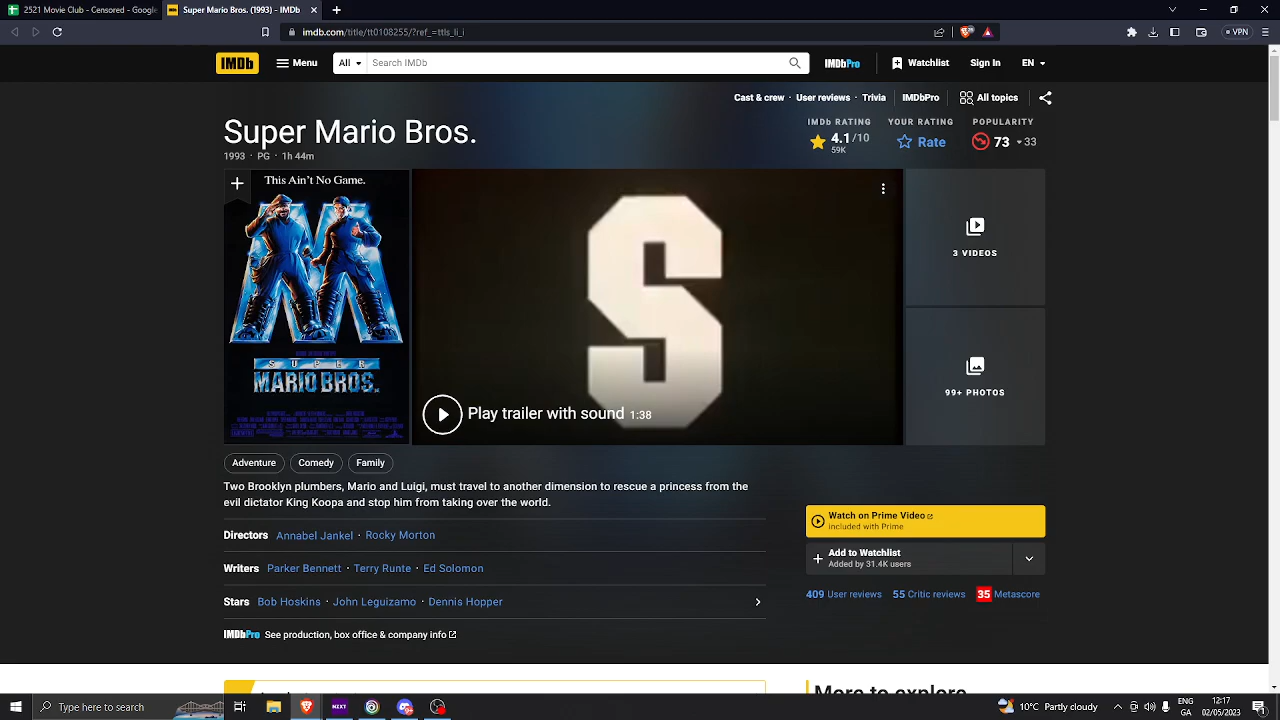 2521 Movie Club - Censored - Google
Super Mario Bros. (1993) - IMDb
imdb.com/title/tt0108255/?ref_=ttls_li_i
VPN
IMDb
Menu
All
Search IMDb
IMDbPro
Watchlist
Sign In
EN
Cast & crew · User reviews · Trivia
IMDbPro
All topics
Super Mario Bros.
1993 · PG · 1h 44m
IMDb RATING
4.1/10
59K
YOUR RATING
Rate
POPULARITY
73
33
This Ain't No Game.
SUPER
MARIO BROS.
S
Play trailer with sound 1:38
3 VIDEOS
99+ PHOTOS
Adventure
Comedy
Family
Two Brooklyn plumbers, Mario and Luigi, must travel to another dimension to rescue a princess from the
evil dictator King Koopa and stop him from taking over the world.
Directors Annabel Jankel · Rocky Morton
Writers Parker Bennett · Terry Runte · Ed Solomon
Stars Bob Hoskins · John Leguizamo · Dennis Hopper
IMDbPro See production, box office & company info
Watch on Prime Video
included with Prime
Add to Watchlist
Added by 31.4K users
409 User reviews
55 Critic reviews
35 Metascore
More to explore
Type here to search
NEXT
10°C Partly cloudy
ENG
GA
12:17
02/05/2023